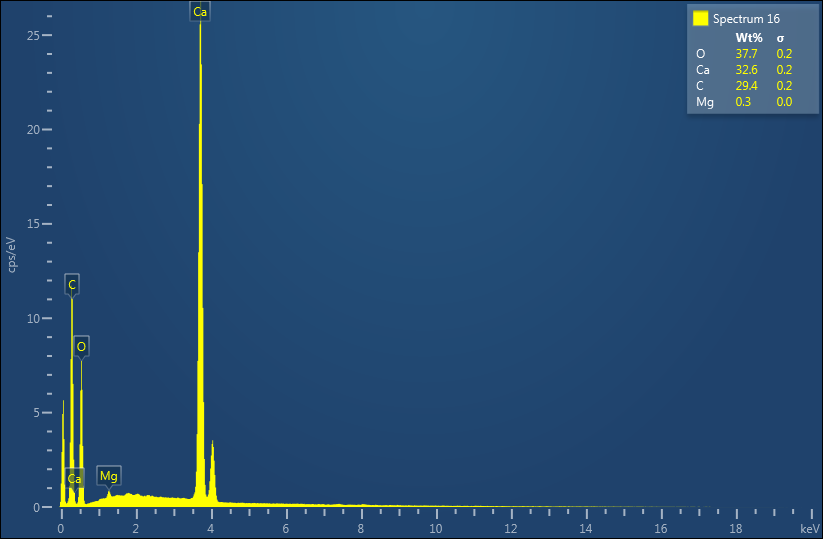 Spectrum 16
Wt% σ
O 37.7 0.2
Ca 32.6 0.2
C 29.4 0.2
Mg 0.3 0.0
Ca
25
20
15
cps/eV
C
10
O
5
Ca
Mg
0
0 2 4 6 8 10 12 14 16 18 keV